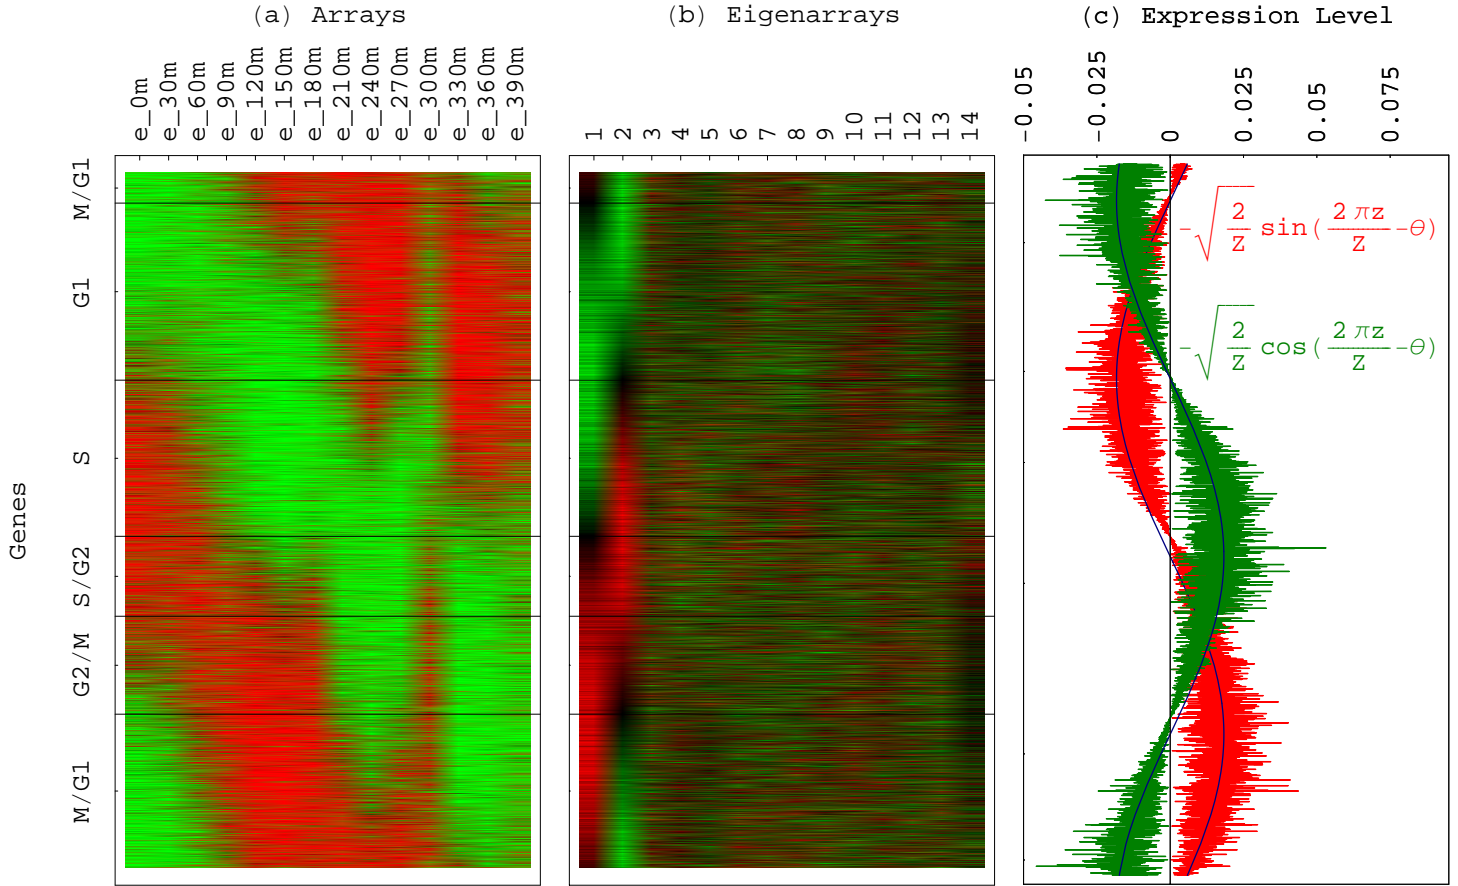 (a) Arrays
(b) Eigenarrays
(c) Expression Level
e_0m
e_30m
e_60m
e_90m
e_120m
e_150m
e_180m
e_210m
e_240m
e_270m
e_300m
e_330m
e_360m
e_390m
1
2
3
4
5
6
7
8
9
10
11
12
13
14
-0.05
-0.025
0
0.025
0.05
0.075
Genes
M/G1
G1
S
S/G2
G2/M
M/G1
-√(2/Z) sin(2πz/Z-θ)
-√(2/Z) cos(2πz/Z-θ)